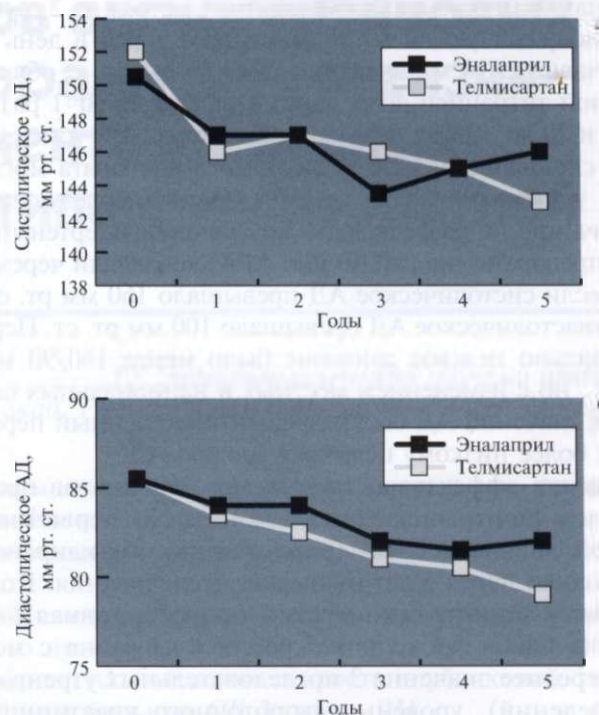 Систолическое АД,
мм рт. ст.
154
152
150
148
146
144
142
140
138
Эналаприл
Телмисартан
0 1 2 3 4 5
Годы
Диастолическое АД,
мм рт. ст.
90
85
80
75
Эналаприл
Телмисартан
0 1 2 3 4 5
Годы